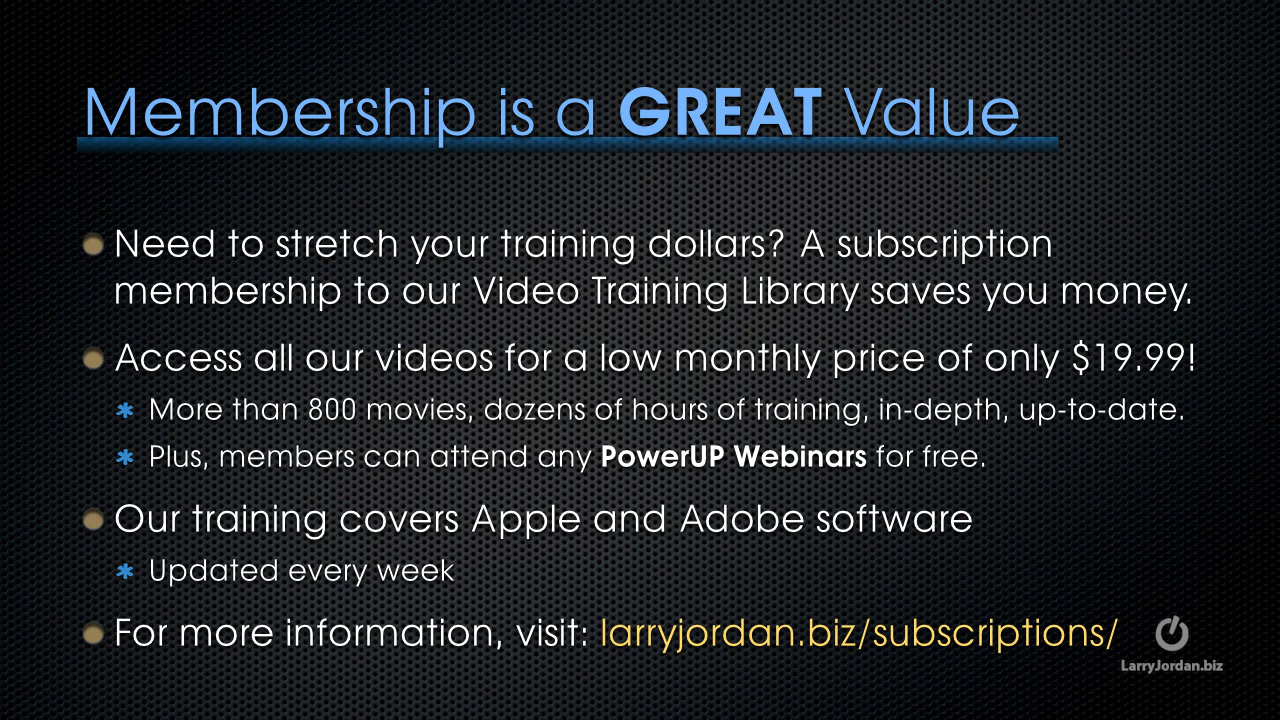 Membership is a GREAT Value
Need to stretch your training dollars? A subscription
membership to our Video Training Library saves you money.
Access all our videos for a low monthly price of only $19.99!
More than 800 movies, dozens of hours of training, in-depth, up-to-date.
Plus, members can attend any PowerUP Webinars for free.
Our training covers Apple and Adobe software
Updated every week
For more information, visit: larryjordan.biz/subscriptions/
LarryJordan.biz